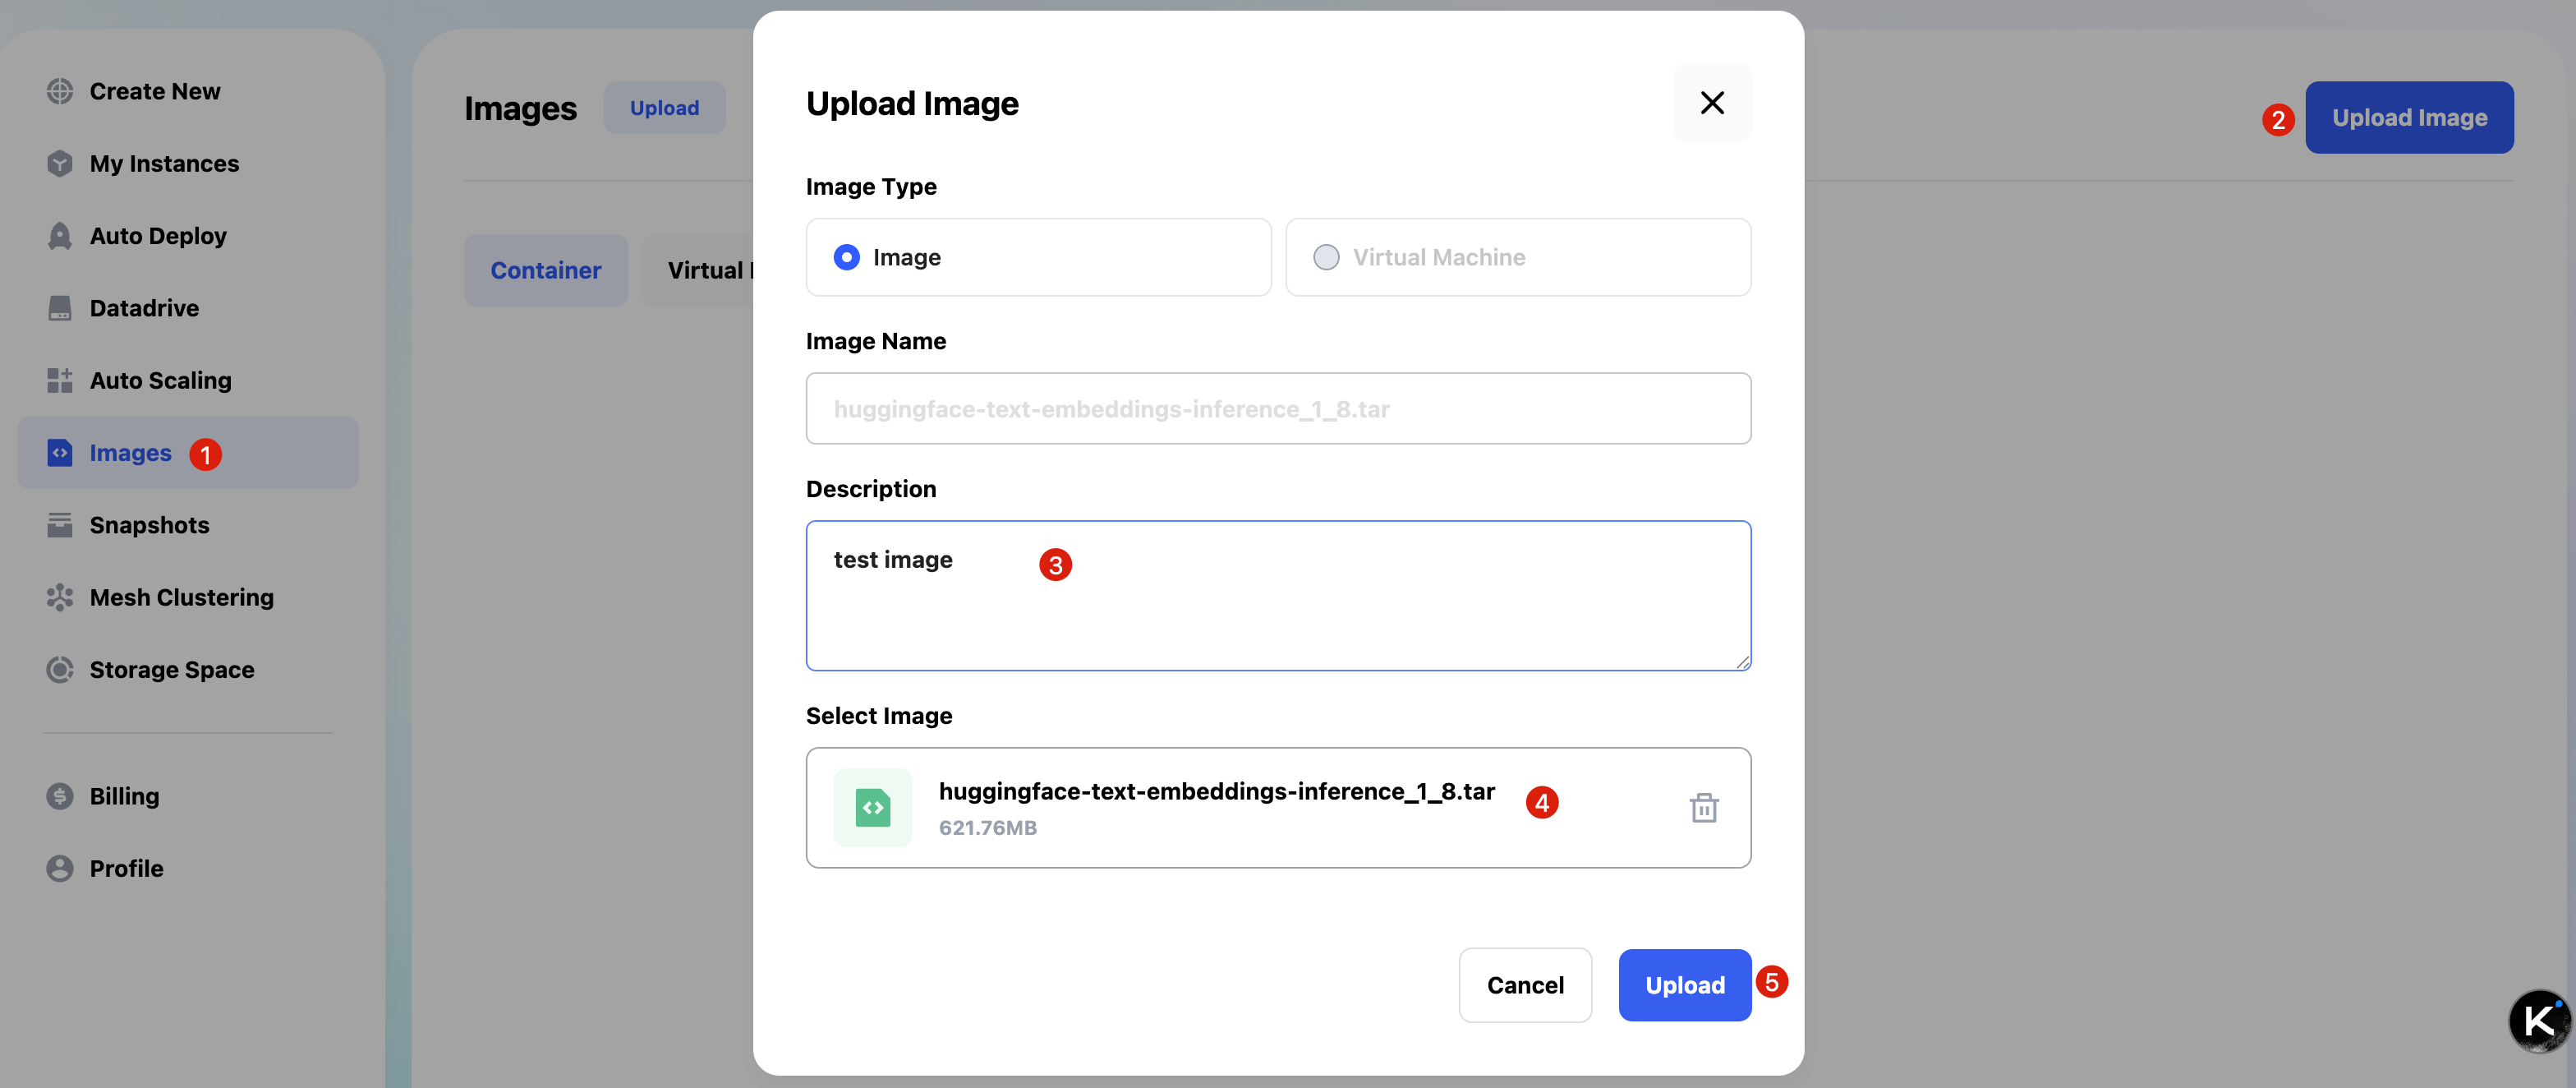 Create New
My Instances
Auto Deploy
Datadrive
Auto Scaling
Images 1
Snapshots
Mesh Clustering
Storage Space
Billing
Profile
Images Upload
2 Upload Image
Container Virtual
Upload Image
Image Type
Image Virtual Machine
Image Name
huggingface-text-embeddings-inference_1_8.tar
Description
test image 3
Select Image
huggingface-text-embeddings-inference_1_8.tar 4
621.76MB
Cancel Upload 5
K